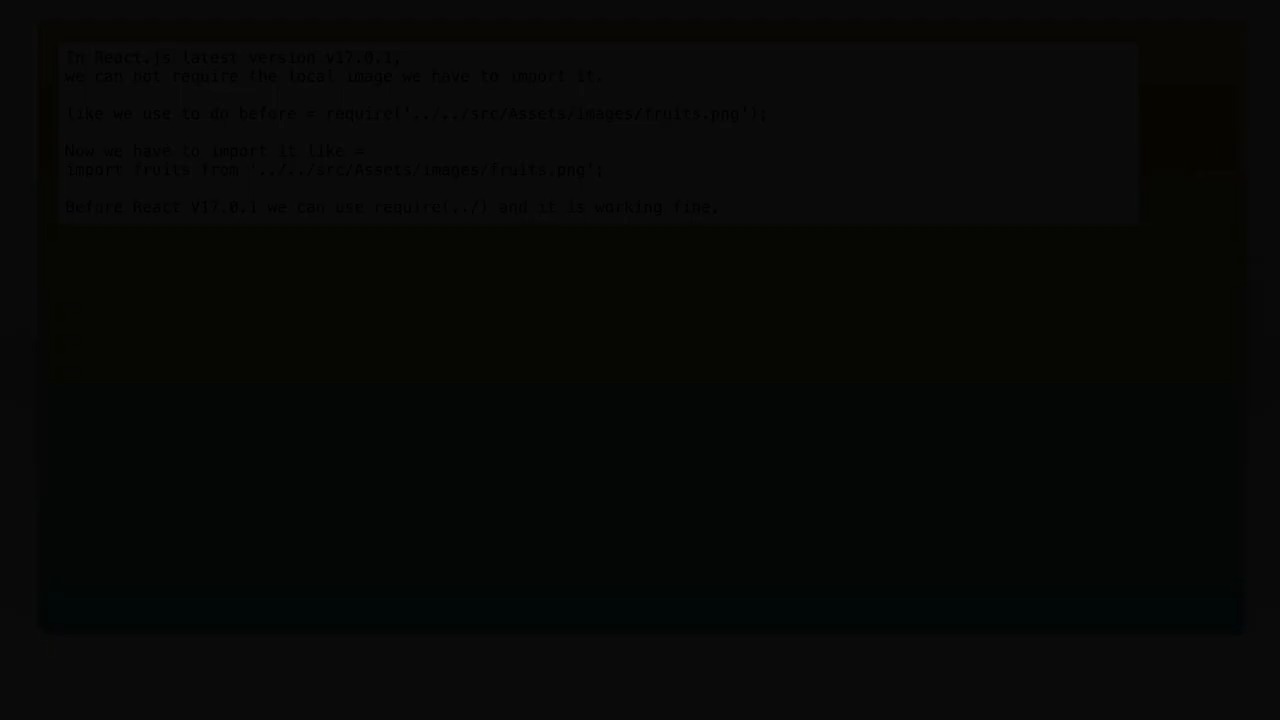 In React.js latest version v17.0.1,
we can not require the local image we have to import it.
like we use to do before = require('../../src/Assets/images/fruits.png');
Now we have to import it like =
import fruits from '../../src/Assets/images/fruits.png';
Before React V17.0.1 we can use require(../) and it is working fine.